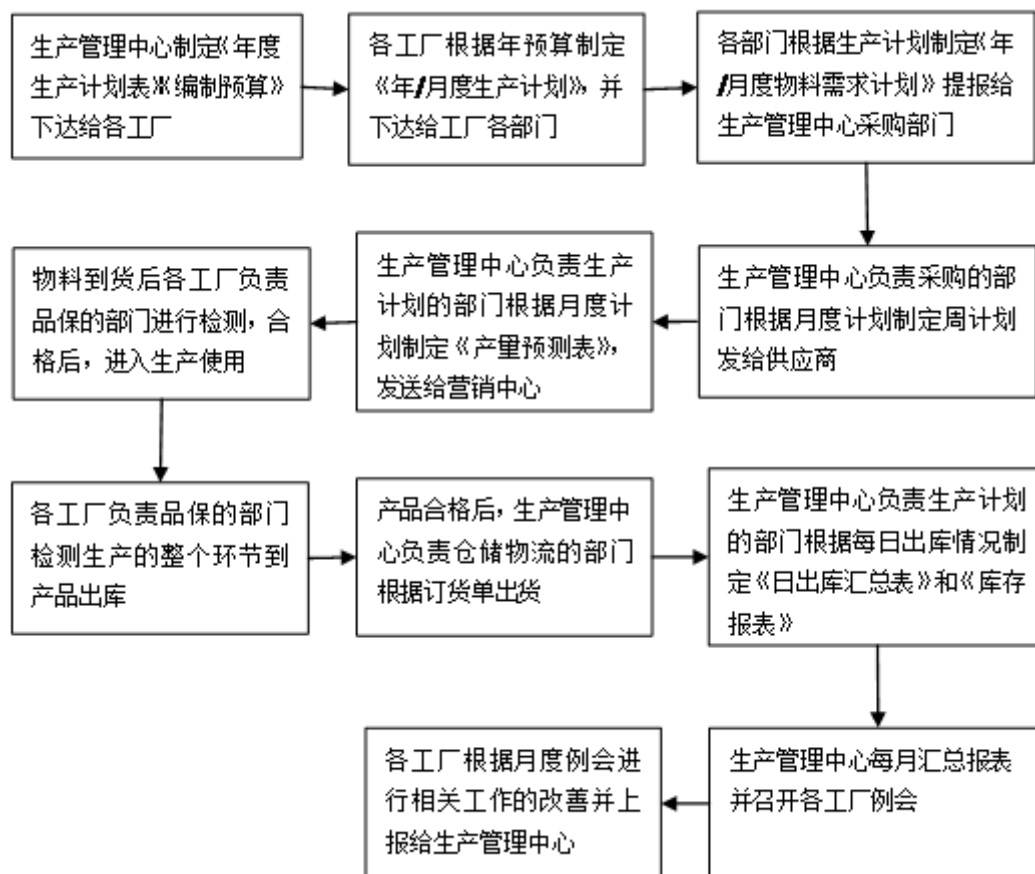 生产管理中心制定《年度
生产计划表》《编制预算》
下达给各工厂
各工厂根据年预算制定
《年/月度生产计划》，并
下达给工厂各部门
各部门根据生产计划制定《年
/月度物料需求计划》提报给
生产管理中心采购部门
生产管理中心负责采购的部
门根据月度计划制定周计划
发给供应商
生产管理中心负责生产
计划的部门根据月度计
划制定《产量预测表》，
发送给营销中心
物料到货后各工厂负责
品保的部门进行检测，合
格后，进入生产使用
各工厂负责品保的部门
检测生产的整个环节到
产品出库
产品合格后，生产管理中
心负责仓储物流的部门
根据订货单出货
生产管理中心负责生产计划
的部门根据每日出库情况制
定《日出库汇总表》和《库存
报表》
生产管理中心每月汇总报表
并召开各工厂例会
各工厂根据月度例会进
行相关工作的改善并上
报给生产管理中心